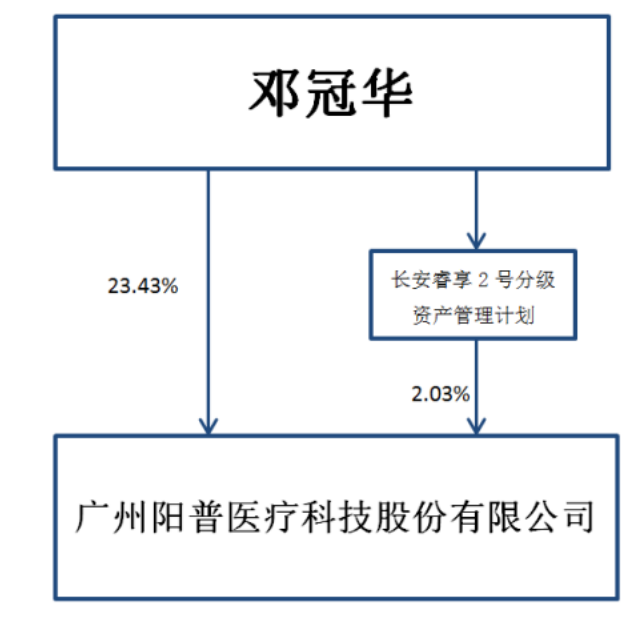 邓冠华
23.43%
长安睿享2号分级
资产管理计划
2.03%
广州阳普医疗科技股份有限公司